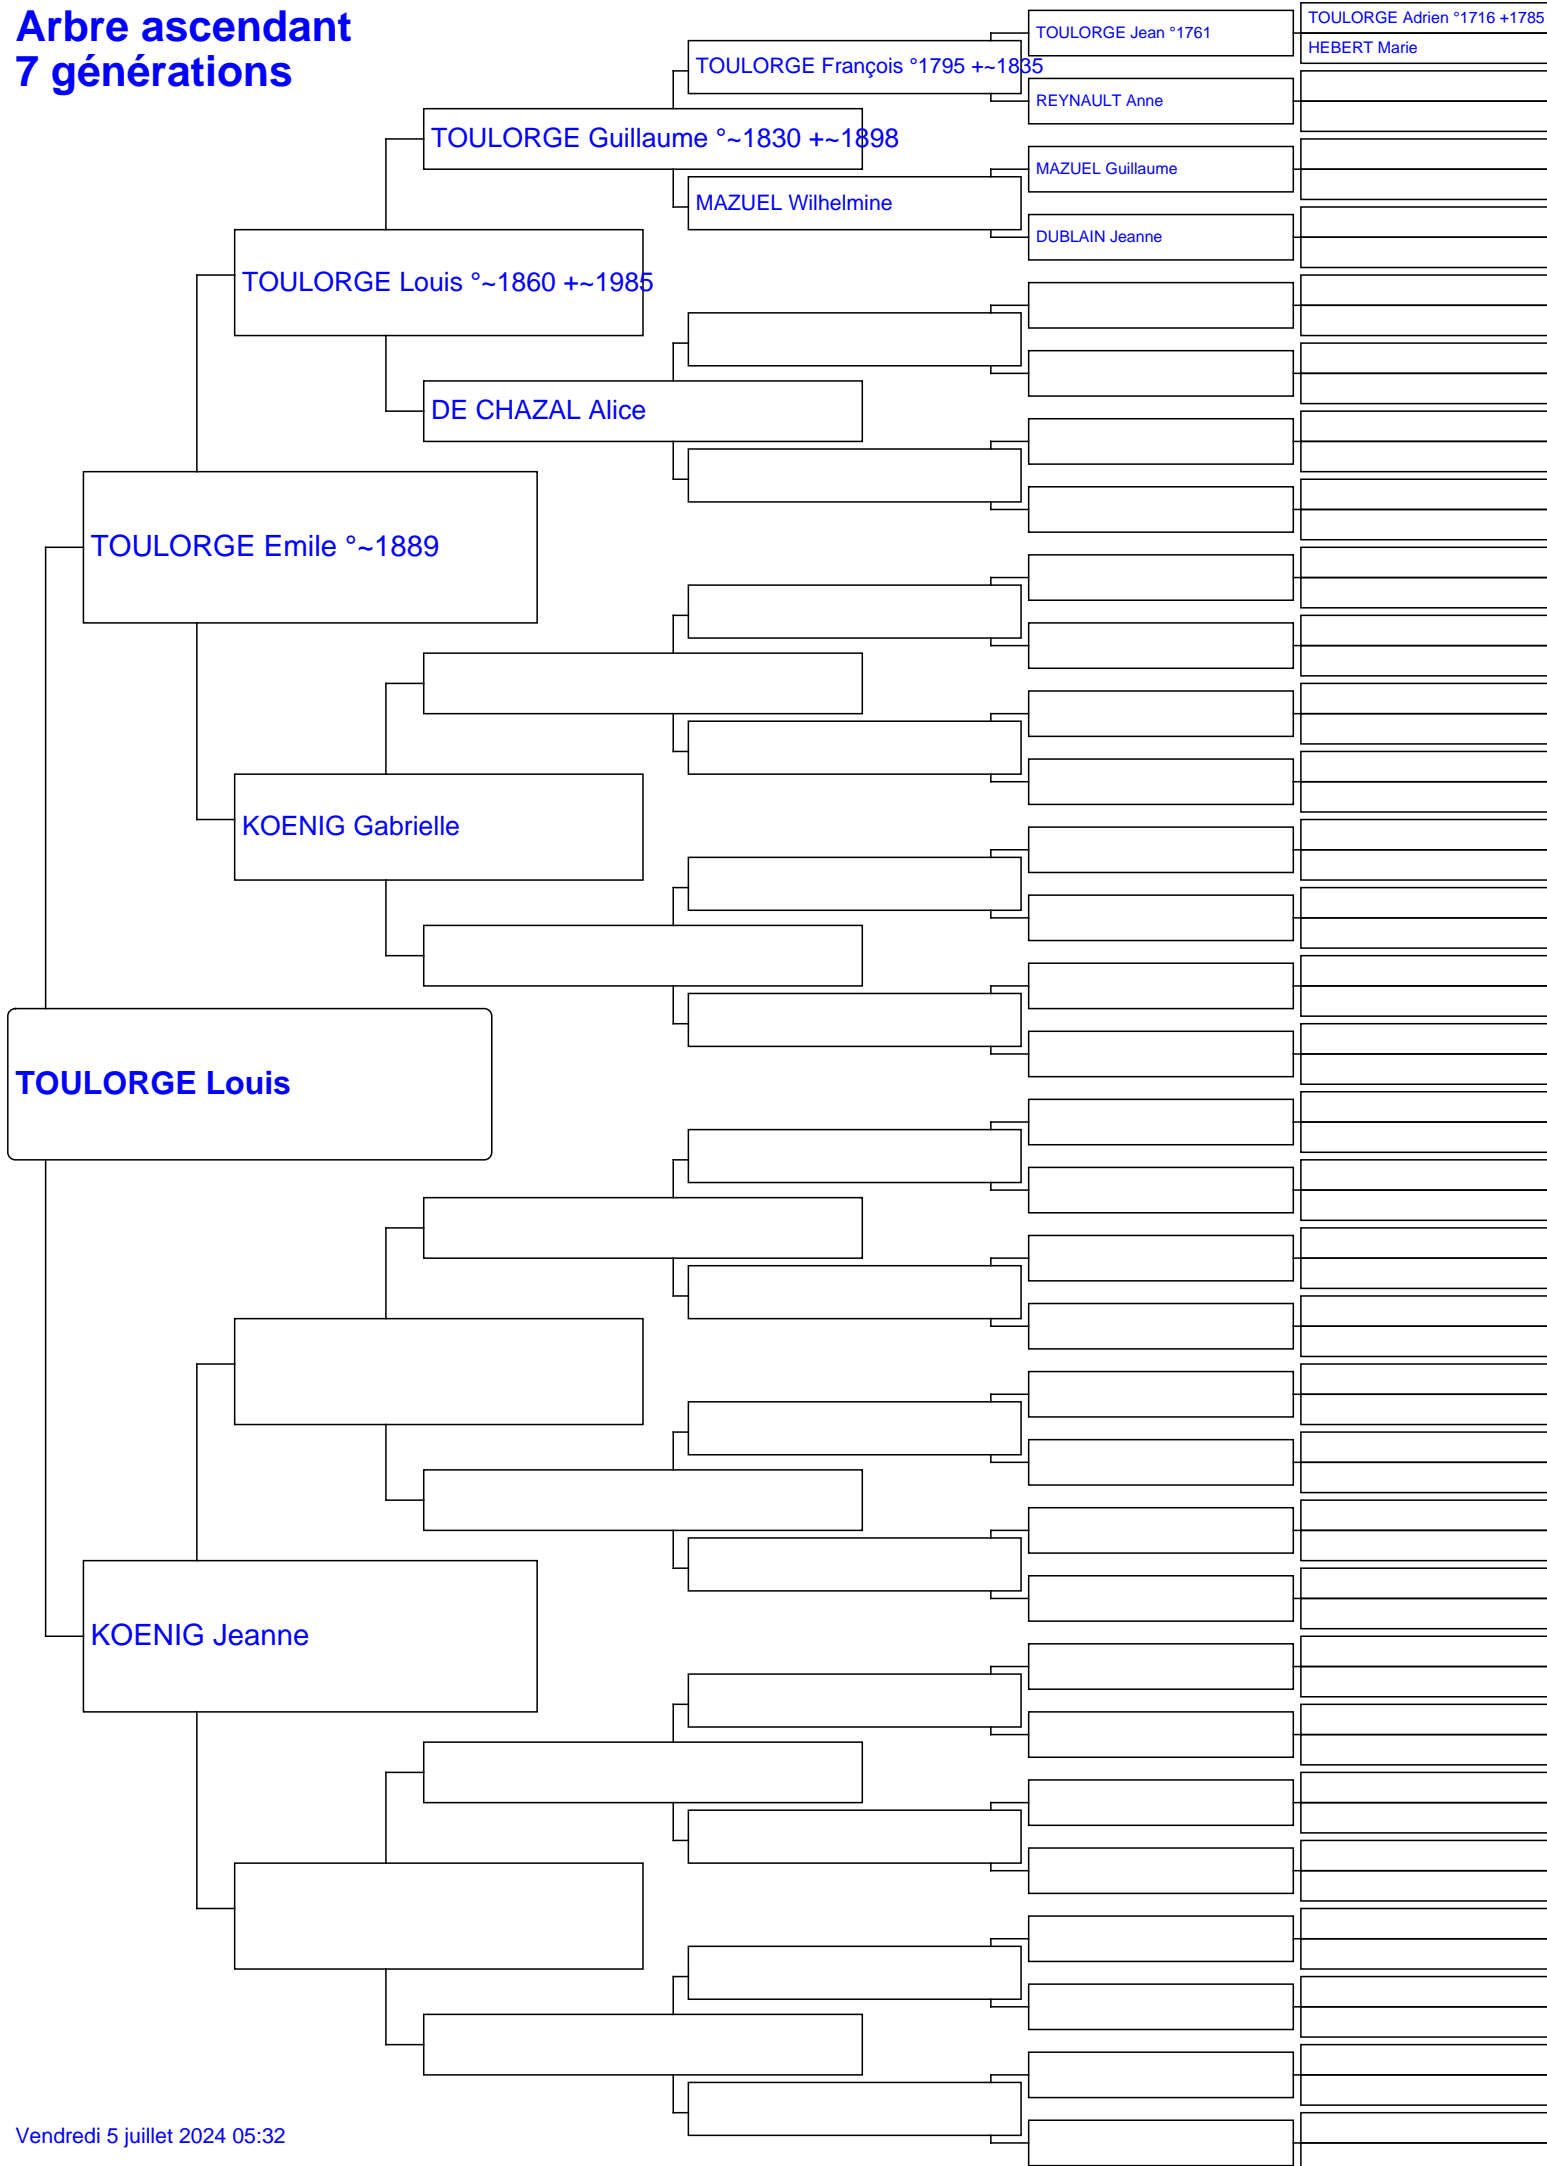 Arbre ascendant
7 générations
TOULORGE Adrien °1716 +1785
TOULORGE Jean °1761
HEBERT Marie
TOULORGE François °1795 +~1835
REYNAULT Anne
TOULORGE Guillaume °~1830 +~1898
MAZUEL Guillaume
MAZUEL Wilhelmine
DUBLAIN Jeanne
TOULORGE Louis °~1860 +~1985
DE CHAZAL Alice
TOULORGE Emile °~1889
KOENIG Gabrielle
TOULORGE Louis
KOENIG Jeanne
Vendredi 5 juillet 2024 05:32